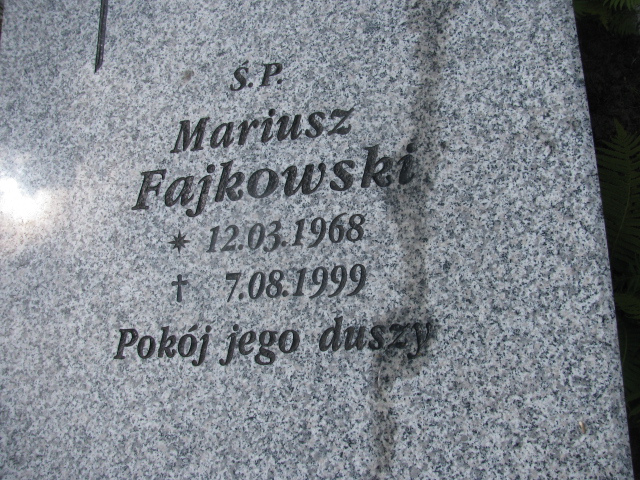 Ś.P.
Mariusz
Fajkowski
✷ 12.03.1968
† 7.08.1999
Pokój jego duszy